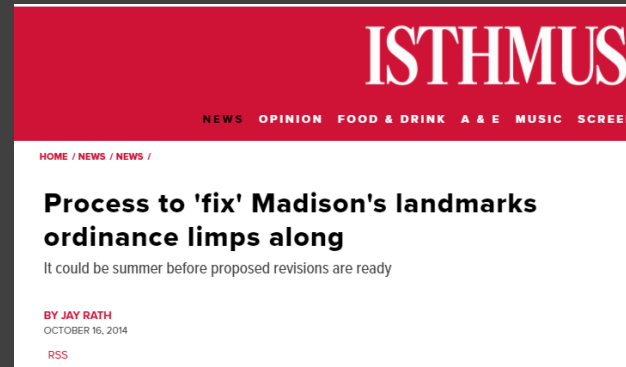 ISTHMUS
NEWS OPINION FOOD & DRINK A & E MUSIC SCREE
HOME / NEWS / NEWS /
Process to 'fix' Madison's landmarks
ordinance limps along
It could be summer before proposed revisions are ready
BY JAY RATH
OCTOBER 16, 2014
RSS